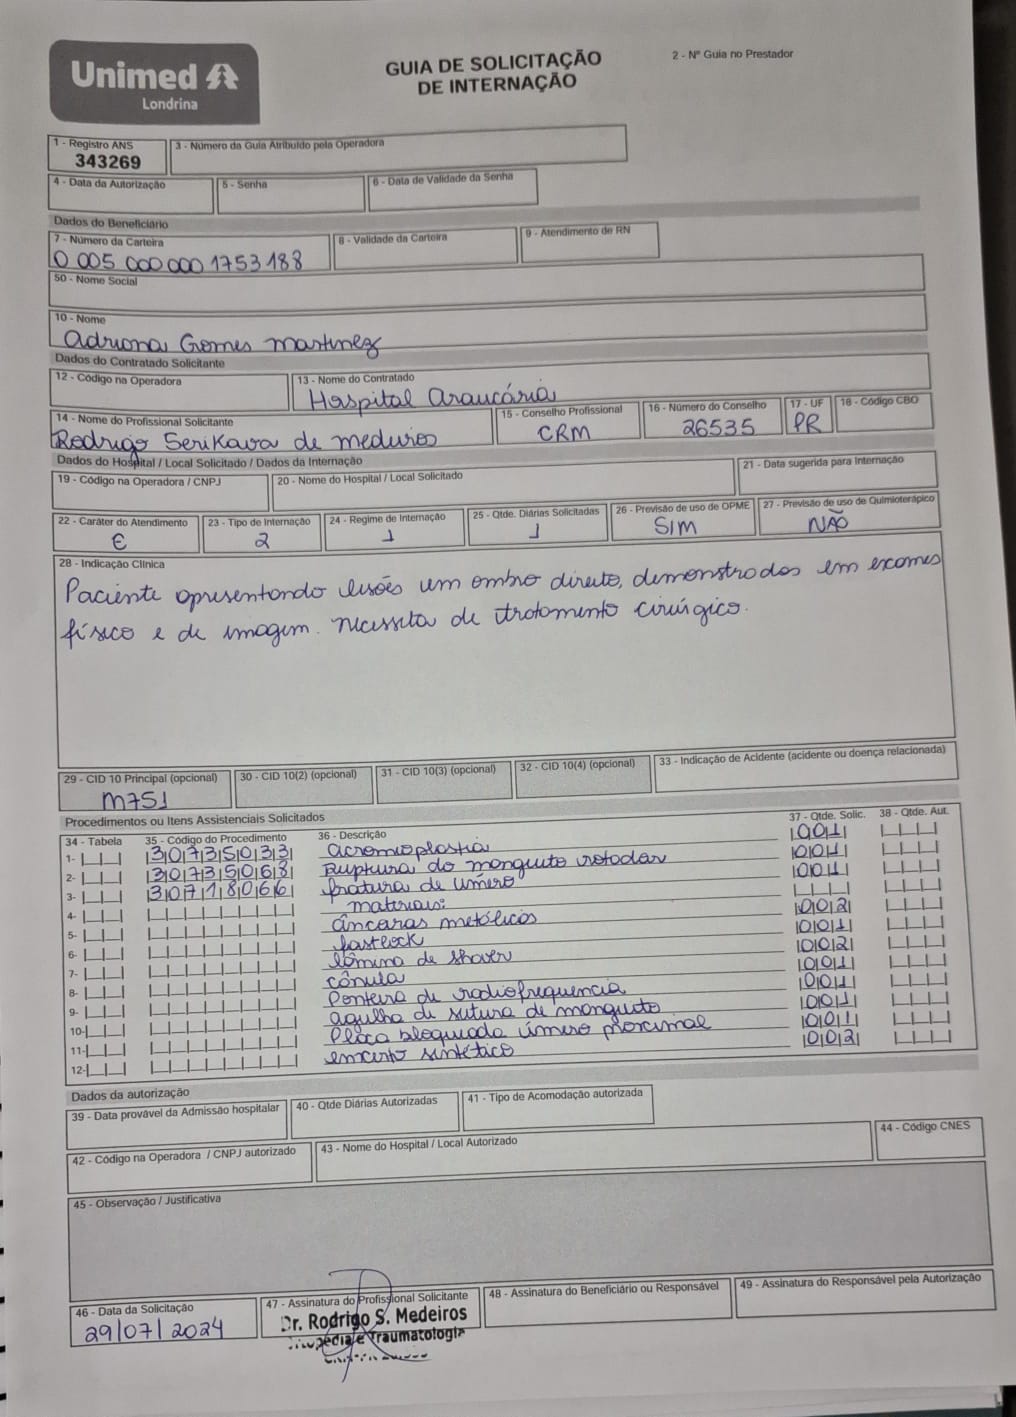 Unimed
Londrina
GUIA DE SOLICITAÇÃO
DE INTERNAÇÃO
2 - Nº Guia no Prestador
1 - Registro ANS
343269
3 - Número da Guia Atribuído pela Operadora
4 - Data da Autorização
5 - Senha
6 - Data de Validade da Senha
Dados do Beneficiário
7 - Número da Carteira
0 005 000 000 1753188
8 - Validade da Carteira
9 - Atendimento de RN
50 - Nome Social
10 - Nome
Adriana Gomes Martinez
Dados do Contratado Solicitante
12 - Código na Operadora
13 - Nome do Contratado
Hospital Araucária
14 - Nome do Profissional Solicitante
Rodrigo Serikava de Medeiros
15 - Conselho Profissional
CRM
16 - Número do Conselho
26535
17 - UF
PR
18 - Código CBO
Dados do Hospital / Local Solicitado / Dados da Internação
19 - Código na Operadora / CNPJ
20 - Nome do Hospital / Local Solicitado
21 - Data sugerida para Internação
22 - Caráter do Atendimento
E
23 - Tipo de Internação
2
24 - Regime de Internação
1
25 - Qtde. Diárias Solicitadas
1
26 - Previsão de uso de OPME
SIM
27 - Previsão de uso de Quimioterápico
NÃO
28 - Indicação Clínica
Paciente apresentando lesões em ombro direito, demonstradas em exames
físico e de imagem. Necessita de tratamento cirúrgico.
29 - CID 10 Principal (opcional)
M751
30 - CID 10(2) (opcional)
31 - CID 10(3) (opcional)
32 - CID 10(4) (opcional)
33 - Indicação de Acidente (acidente ou doença relacionada)
Procedimentos ou Itens Assistenciais Solicitados
34 - Tabela 35 - Código do Procedimento 36 - Descrição 37 - Qtde. Solic. 38 - Qtde. Aut.
1- 30735033 acromioplastia 001
2- 30735068 Ruptura do manguito rotador 001
3- 30718066 fratura de úmero 001
4- materiais:
5- âncoras metálicas 002
6- fastlock 001
7- lâmina de shaver 002
8- cânula 001
9- Ponteira de radiofrequencia 001
10- agulha de sutura de manguito 001
11- Placa bloqueada úmero proximal 001
12- enxerto sintético 002
Dados da autorização
39 - Data provável da Admissão hospitalar
40 - Qtde Diárias Autorizadas
41 - Tipo de Acomodação autorizada
42 - Código na Operadora / CNPJ autorizado
43 - Nome do Hospital / Local Autorizado
44 - Código CNES
45 - Observação / Justificativa
46 - Data da Solicitação
29/07/2024
47 - Assinatura do Profissional Solicitante
Dr. Rodrigo S. Medeiros
Ortopedia e Traumatologia
48 - Assinatura do Beneficiário ou Responsável
49 - Assinatura do Responsável pela Autorização